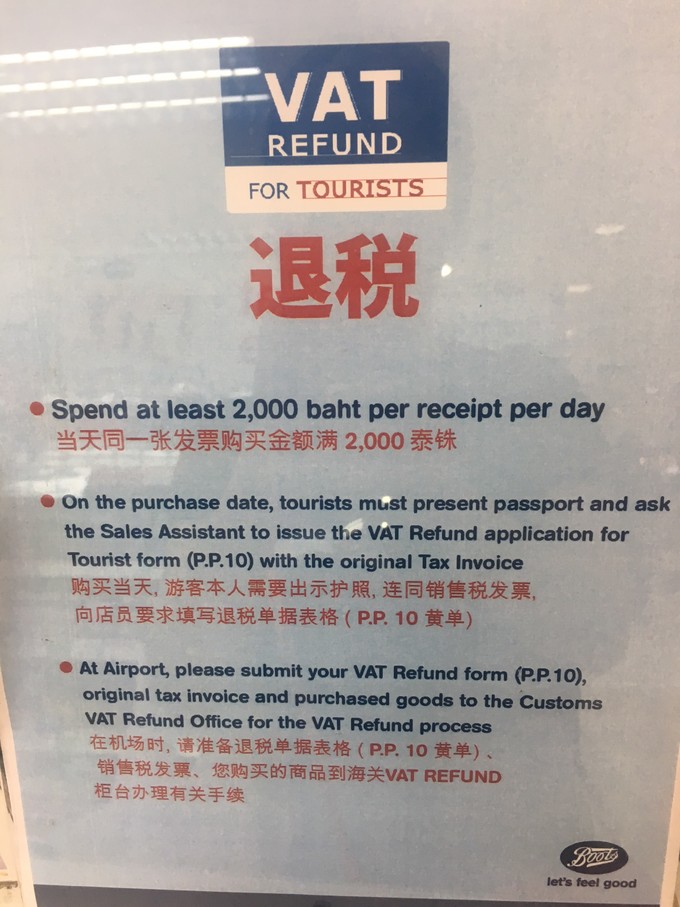 VAT
REFUND
FOR TOURISTS
退税
Spend at least 2,000 baht per receipt per day
当天同一张发票购买金额满 2,000 泰铢
On the purchase date, tourists must present passport and ask
the Sales Assistant to issue the VAT Refund application for
Tourist form (P.P.10) with the original Tax Invoice
购买当天, 游客本人需要出示护照, 连同销售税发票,
向店员要求填写退税单据表格 ( P.P. 10 黄单)
At Airport, please submit your VAT Refund form (P.P.10),
original tax invoice and purchased goods to the Customs
VAT Refund Office for the VAT Refund process
在机场时, 请准备退税单据表格 ( P.P. 10 黄单) 、
销售税发票、您购买的商品到海关VAT REFUND
柜台办理有关手续
Boots
let's feel good